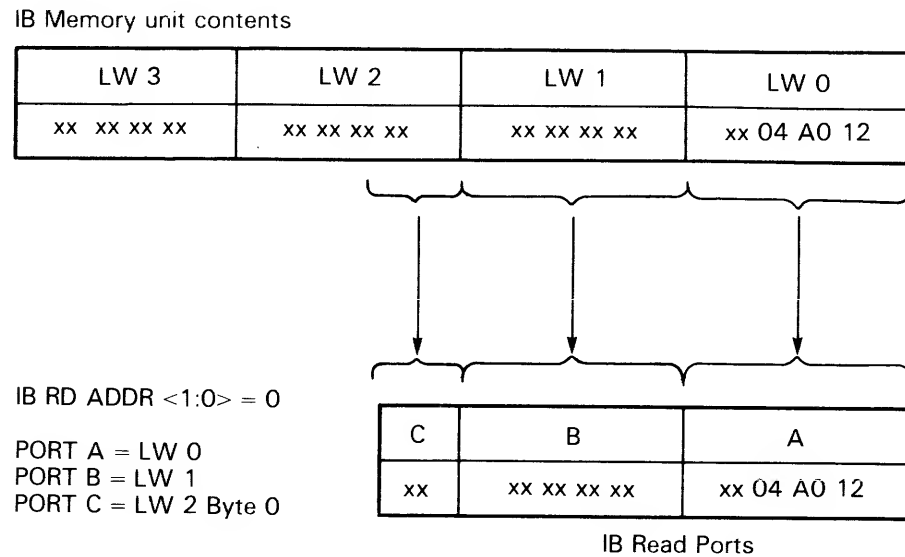 IB Memory unit contents
LW 3 LW 2 LW 1 LW 0
xx xx xx xx xx xx xx xx xx xx xx xx xx 04 A0 12
IB RD ADDR <1:0> = 0
PORT A = LW 0
PORT B = LW 1
PORT C = LW 2 Byte 0
C B A
xx xx xx xx xx xx 04 A0 12
IB Read Ports